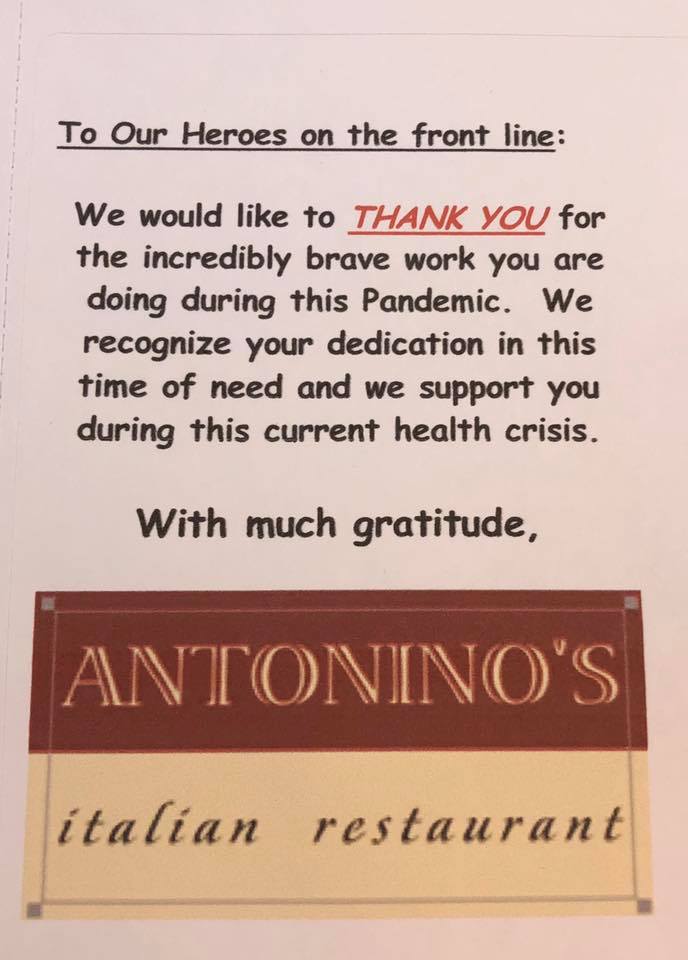 To Our Heroes on the front line:
We would like to THANK YOU for
the incredibly brave work you are
doing during this Pandemic. We
recognize your dedication in this
time of need and we support you
during this current health crisis.
With much gratitude,
ANTONINO'S
italian restaurant